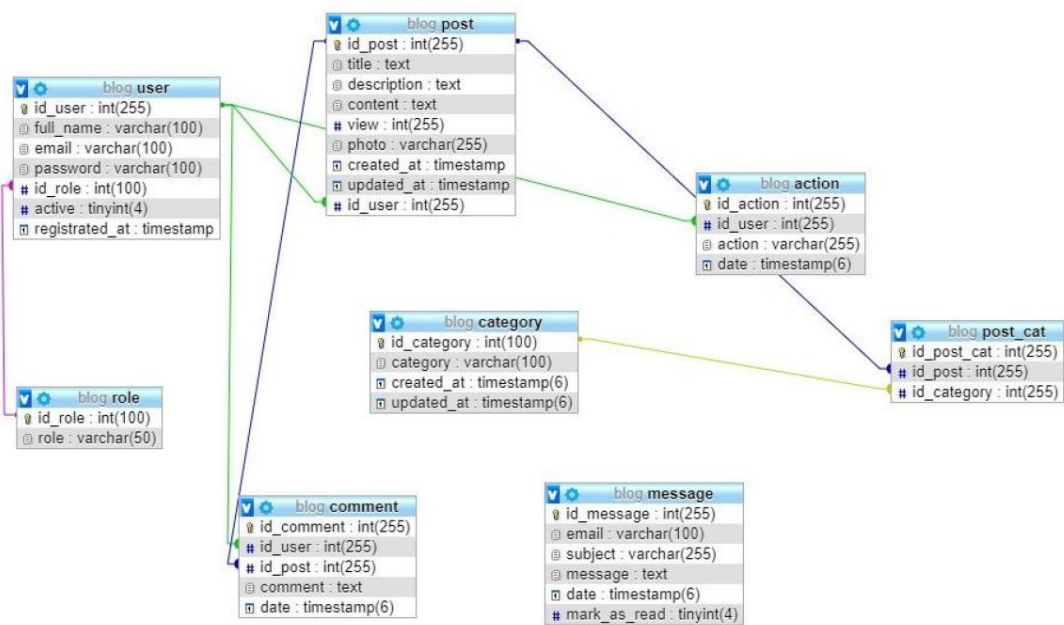 blog post
id_post : int(255)
title : text
description : text
content : text
view : int(255)
photo : varchar(255)
created_at : timestamp
updated_at : timestamp
id_user : int(255)
blog user
id_user : int(255)
full_name : varchar(100)
email : varchar(100)
password : varchar(100)
id_role : int(100)
active : tinyint(4)
registrated_at : timestamp
blog action
id_action : int(255)
id_user : int(255)
action : varchar(255)
date : timestamp(6)
blog category
id_category : int(100)
category : varchar(100)
created_at : timestamp(6)
updated_at : timestamp(6)
blog post_cat
id_post_cat : int(255)
id_post : int(255)
id_category : int(255)
blog role
id_role : int(100)
role : varchar(50)
blog comment
id_comment : int(255)
id_user : int(255)
id_post : int(255)
comment : text
date : timestamp(6)
blog message
id_message : int(255)
email : varchar(100)
subject : varchar(255)
message : text
date : timestamp(6)
mark_as_read : tinyint(4)